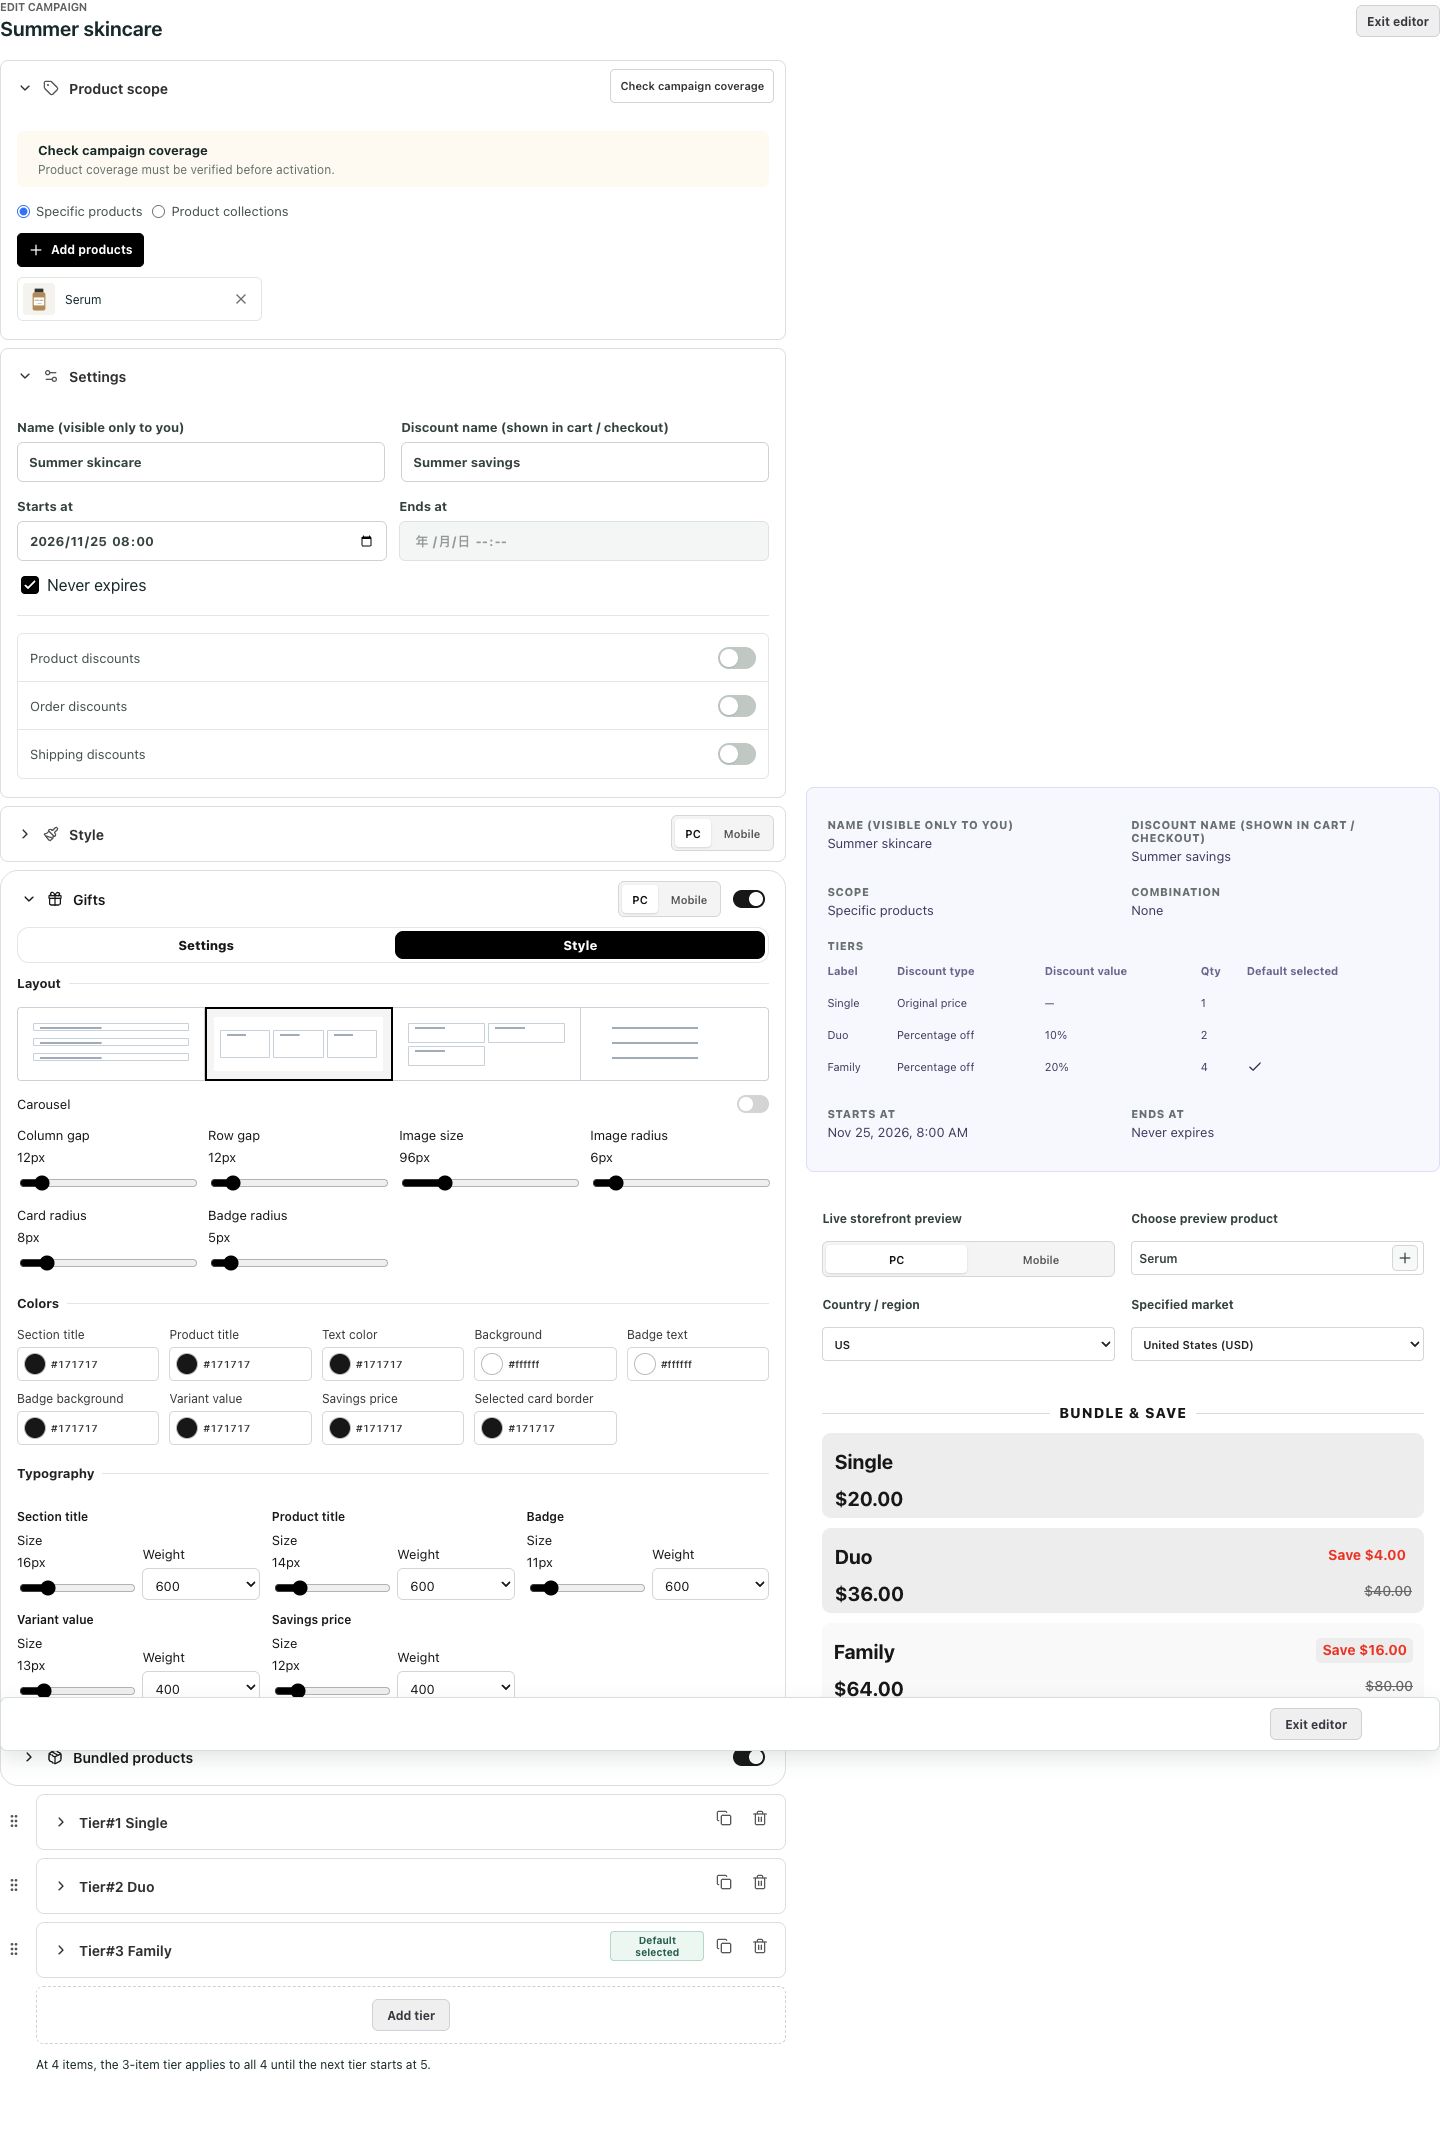 EDIT CAMPAIGN
Summer skincare
Exit editor
Product scope
Check campaign coverage
Check campaign coverage
Product coverage must be verified before activation.
Specific products
Product collections
Add products
Serum
Settings
Name (visible only to you)
Discount name (shown in cart / checkout)
Summer skincare
Summer savings
Starts at
Ends at
2026/11/25 08:00
年 /月/日 --:--
Never expires
Product discounts
Order discounts
Shipping discounts
Style
PC
Mobile
Gifts
PC
Mobile
Settings
Style
Layout
Carousel
Column gap
Row gap
Image size
Image radius
12px
12px
96px
6px
Card radius
Badge radius
8px
5px
Colors
Section title
Product title
Text color
Background
Badge text
#171717
#171717
#171717
#ffffff
#ffffff
Badge background
Variant value
Savings price
Selected card border
#171717
#171717
#171717
#171717
Typography
Section title
Product title
Badge
Size
Size
Size
16px
Weight
14px
Weight
11px
Weight
600
600
600
Variant value
Savings price
Size
Size
13px
Weight
12px
Weight
400
400
NAME (VISIBLE ONLY TO YOU)
Summer skincare
DISCOUNT NAME (SHOWN IN CART /
CHECKOUT)
Summer savings
SCOPE
Specific products
COMBINATION
None
TIERS
Label Discount type Discount value Qty Default selected
Single Original price — 1
Duo Percentage off 10% 2
Family Percentage off 20% 4
STARTS AT
Nov 25, 2026, 8:00 AM
ENDS AT
Never expires
Live storefront preview
Choose preview product
PC
Mobile
Serum
Country / region
Specified market
US
United States (USD)
BUNDLE & SAVE
Single
$20.00
Duo
Save $4.00
$36.00
$40.00
Family
Save $16.00
$64.00
$80.00
Exit editor
Bundled products
Tier#1 Single
Tier#2 Duo
Tier#3 Family
Default
selected
Add tier
At 4 items, the 3-item tier applies to all 4 until the next tier starts at 5.